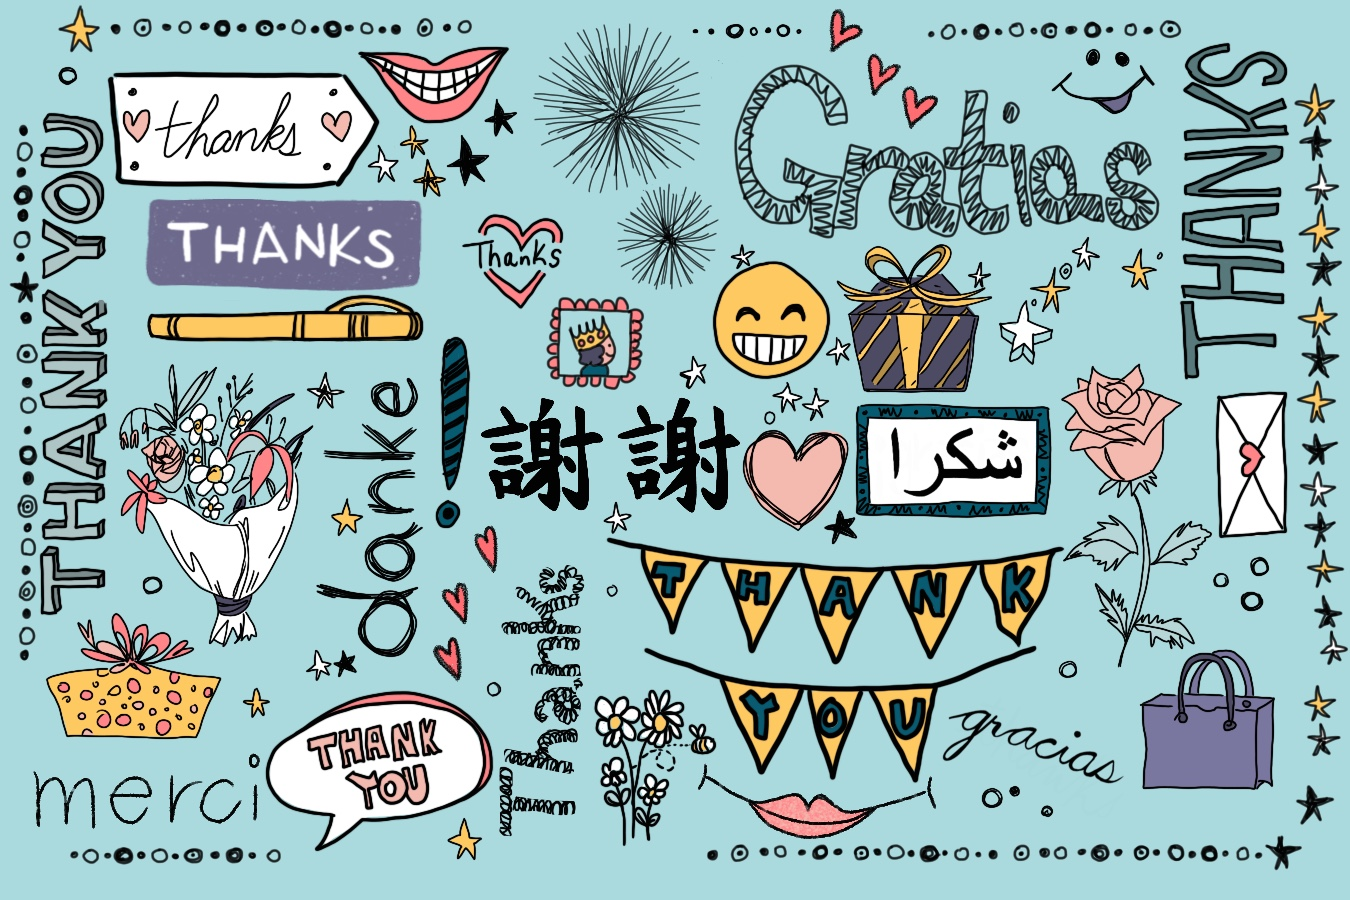 thanks
THANKS
THANK YOU
Thanks
Gratias
THANKS
danke!
謝謝
شكرا
THANK
YOU
Thanks
gracias
merci
THANK
YOU